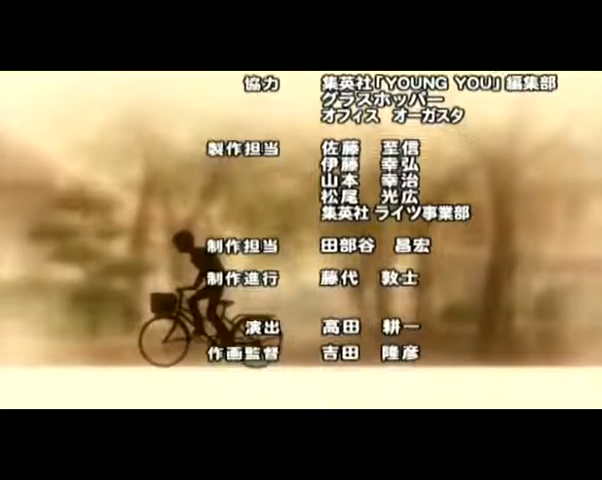 協力 集英社「YOUNG YOU」編集部
グラスホッパー
オフィス オーガスタ
製作担当 佐藤 至信
伊藤 幸弘
山本 幸治
松尾 光広
集英社 ライツ事業部
制作担当 田部谷 昌宏
制作進行 藤代 敦士
演出 高田 耕一
作画監督 吉田 隆彦